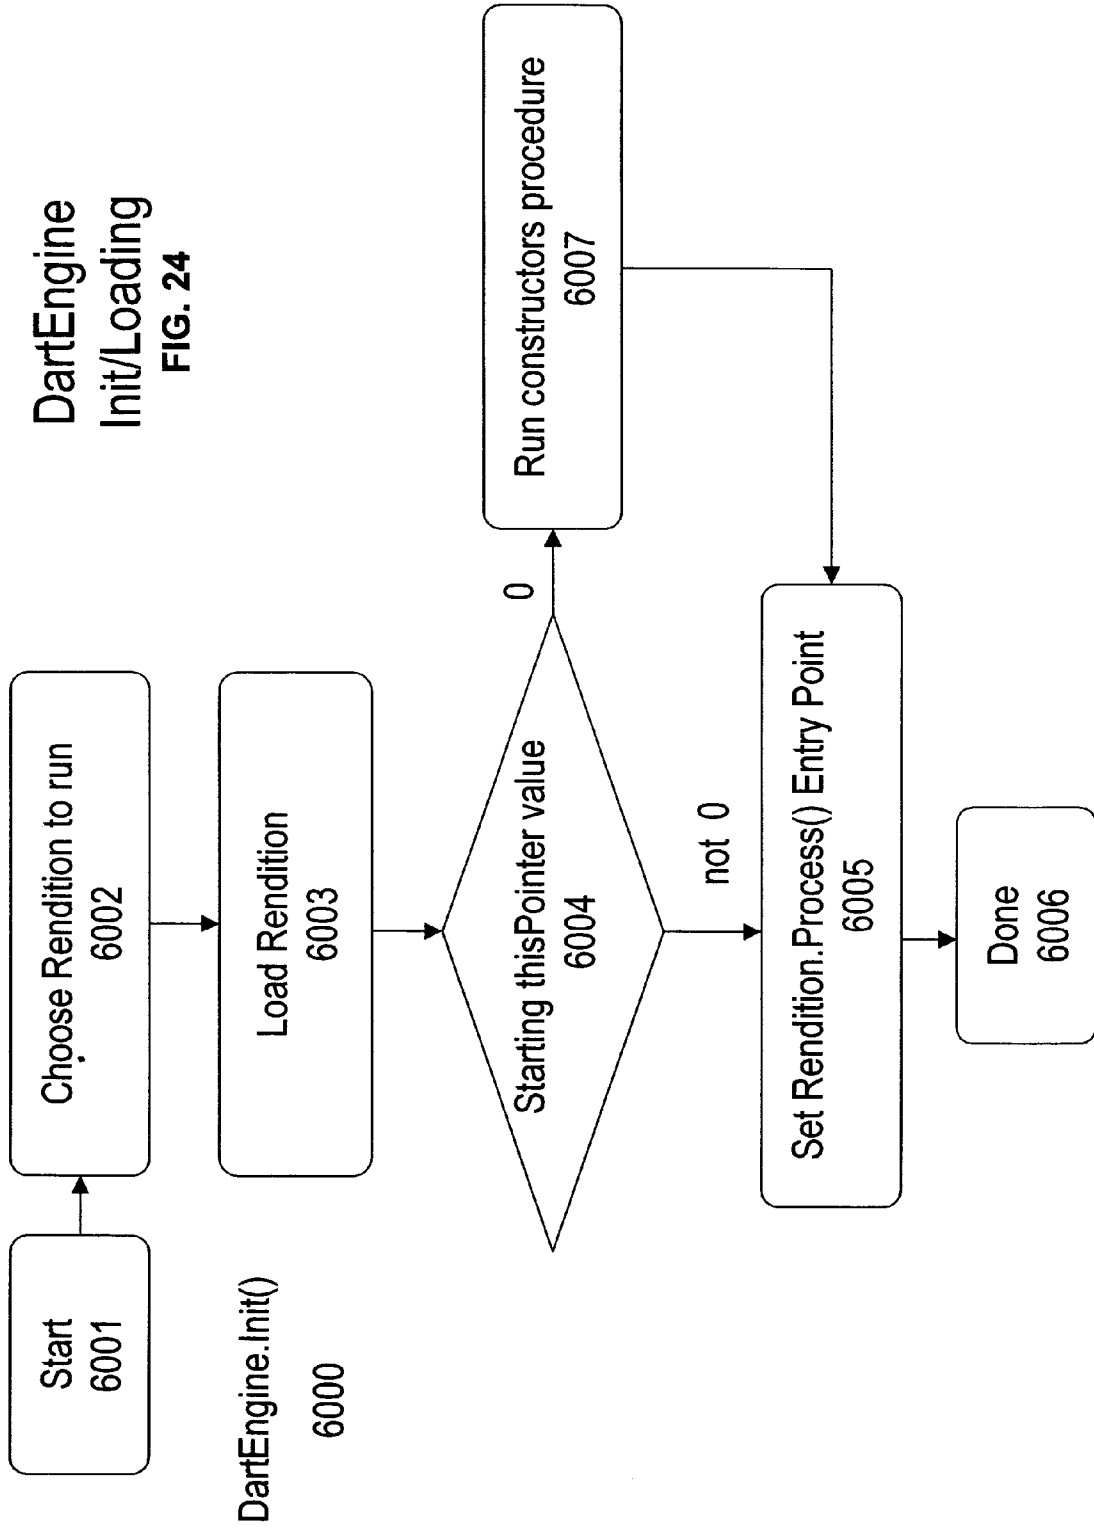 DartEngine
Init/Loading
FIG. 24
Start
6001
Choose Rendition to run
6002
DartEngine.Init()
6000
Load Rendition
6003
Starting thisPointer value
6004
0
Run constructors procedure
6007
not 0
Set Rendition.Process() Entry Point
6005
Done
6006